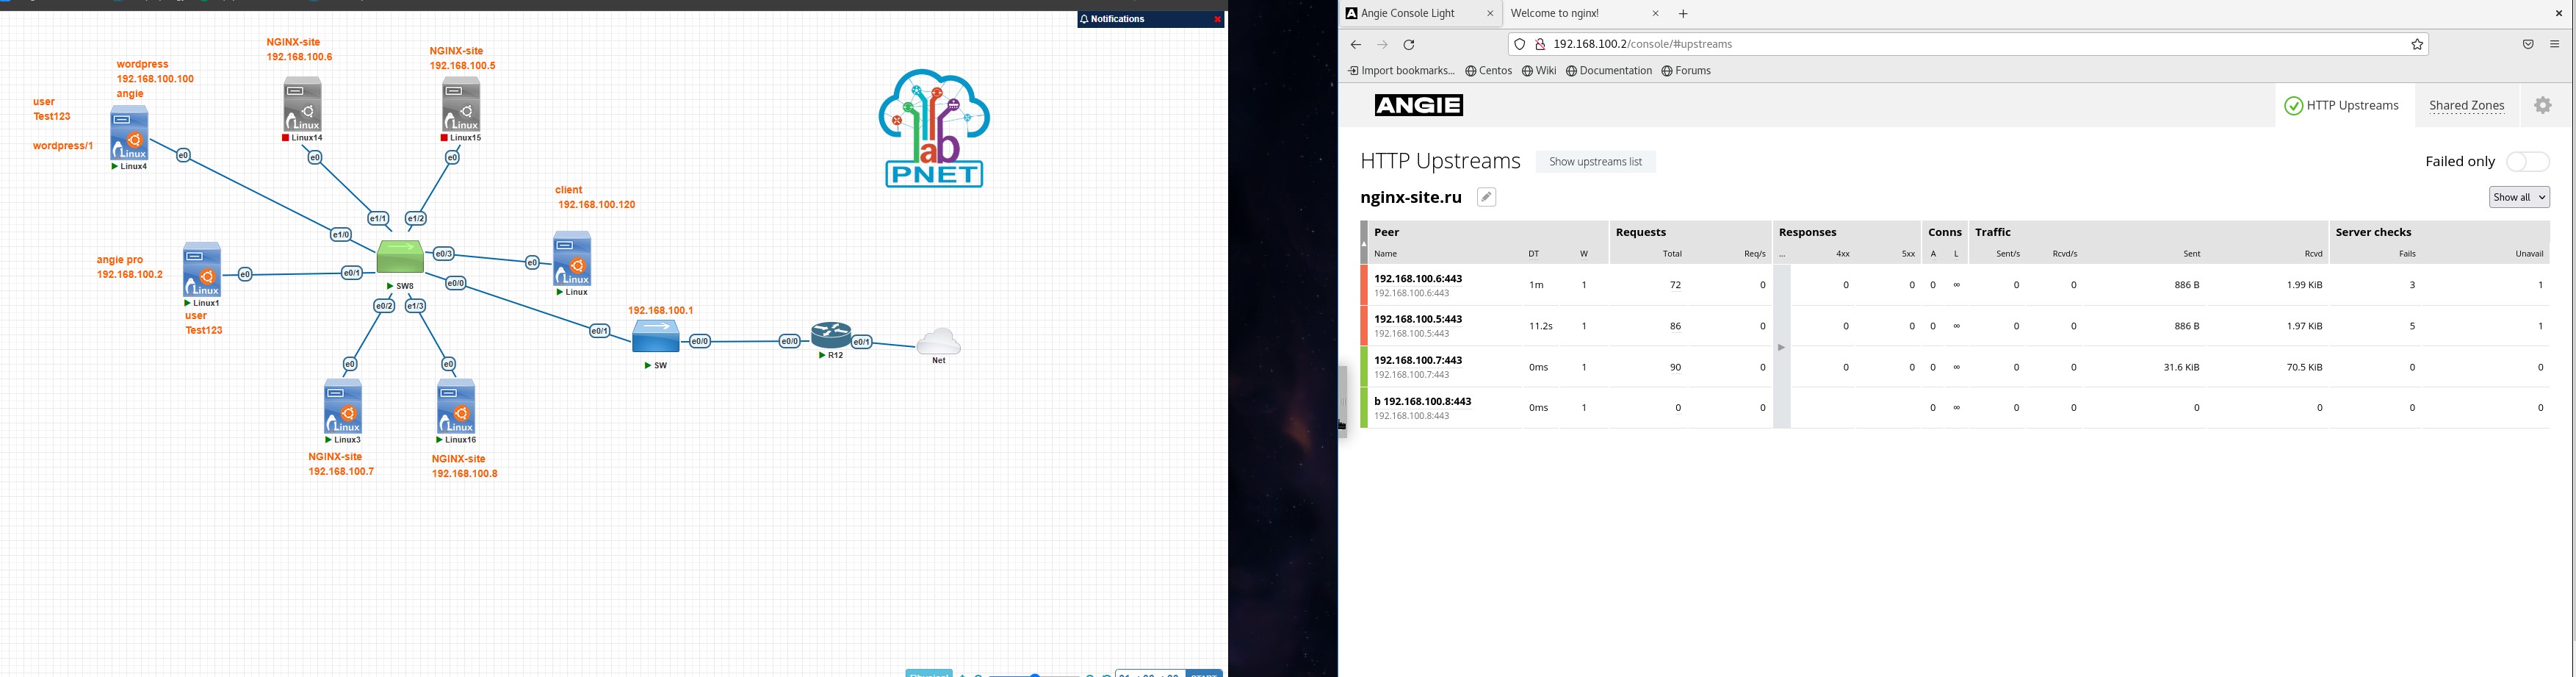 Notifications
NGINX-site
192.168.100.6
NGINX-site
192.168.100.5
wordpress
192.168.100.100
angie
user
Test123
wordpress/1
Linux
Linux4
Linux
Linux14
Linux
Linux15
e0
e0
e0
lab
PNET
client
192.168.100.120
e1/1
e1/2
e1/0
e0/3
e0
angie pro
192.168.100.2
Linux
Linux1
e0
e0/1
e0/0
SW8
Linux
Linux
user
Test123
e0/2
e1/3
192.168.100.1
e0/1
e0/0
SW
e0/0
R12
e0/1
Net
e0
e0
Linux
Linux3
Linux
Linux16
NGINX-site
192.168.100.7
NGINX-site
192.168.100.8
Angie Console Light
Welcome to nginx!
192.168.100.2/console/#upstreams
Import bookmarks... Centos Wiki Documentation Forums
ANGIE
HTTP Upstreams Shared Zones
HTTP Upstreams Show upstreams list Failed only
nginx-site.ru Show all
Peer Requests Responses Conns Traffic Server checks
Name DT W Total Req/s ... 4xx 5xx A L Sent/s Rcvd/s Sent Rcvd Fails Unavail
192.168.100.6:443
192.168.100.6:443
1m 1 72 0 0 0 0 ∞ 0 0 886 B 1.99 KiB 3 1
192.168.100.5:443
192.168.100.5:443
11.2s 1 86 0 0 0 0 ∞ 0 0 886 B 1.97 KiB 5 1
192.168.100.7:443
192.168.100.7:443
0ms 1 90 0 0 0 0 ∞ 0 0 31.6 KiB 70.5 KiB 0 0
b 192.168.100.8:443
192.168.100.8:443
0ms 1 0 0 0 ∞ 0 0 0 0 0 0